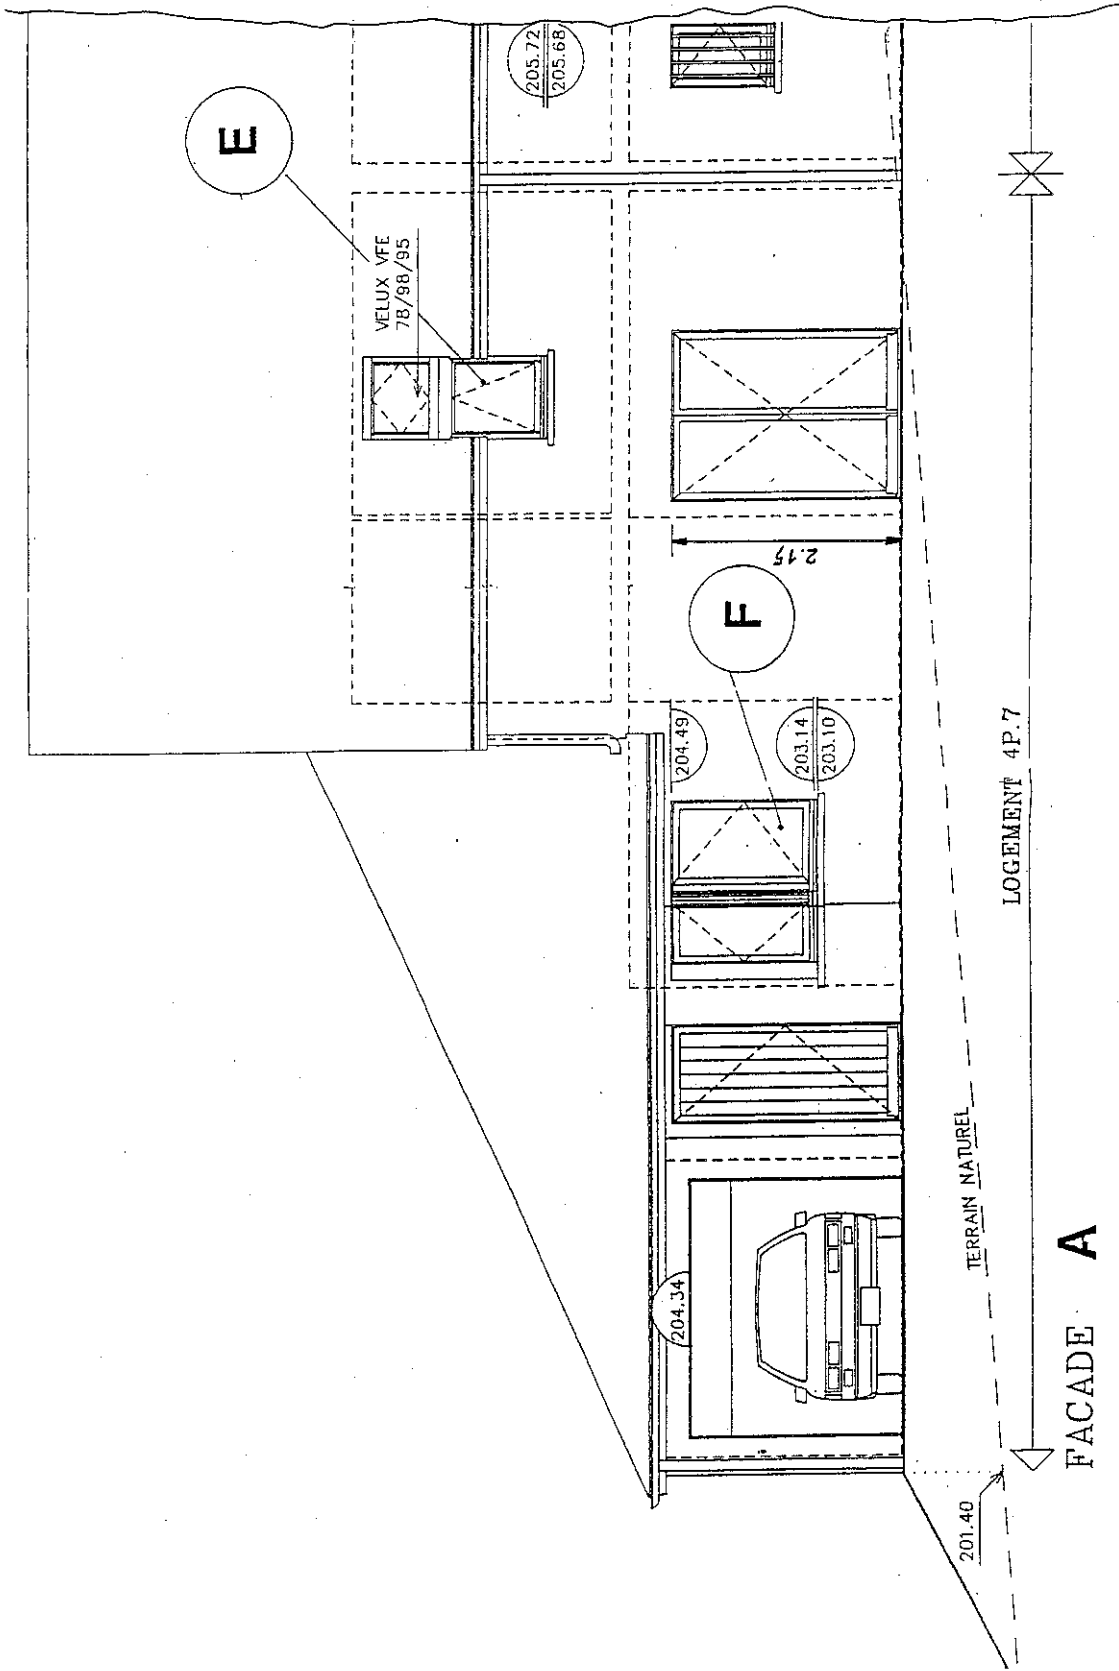 E
VELUX VFE
78/98/95
205.72
205.68
F
2.15
204.49
203.14
203.10
204.34
LOGEMENT 4P.7
TERRAIN NATUREL
201.40
FACADE A